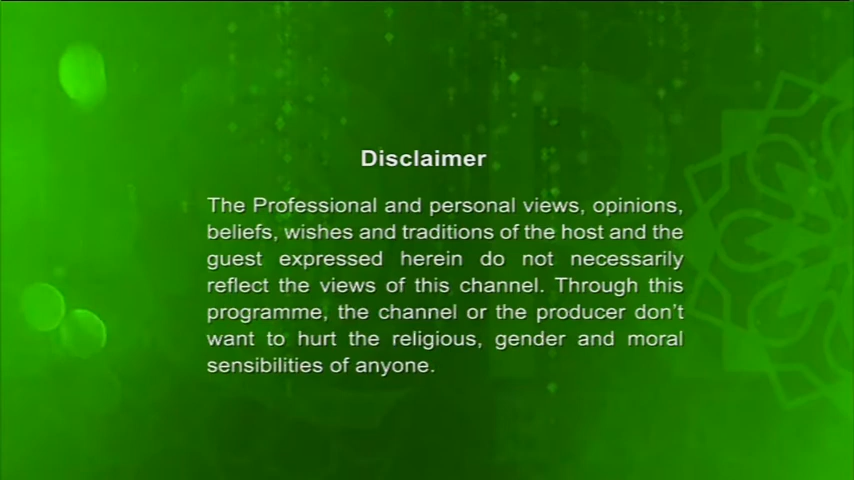 Disclaimer
The Professional and personal views, opinions,
beliefs, wishes and traditions of the host and the
guest expressed herein do not necessarily
reflect the views of this channel. Through this
programme, the channel or the producer don't
want to hurt the religious, gender and moral
sensibilities of anyone.